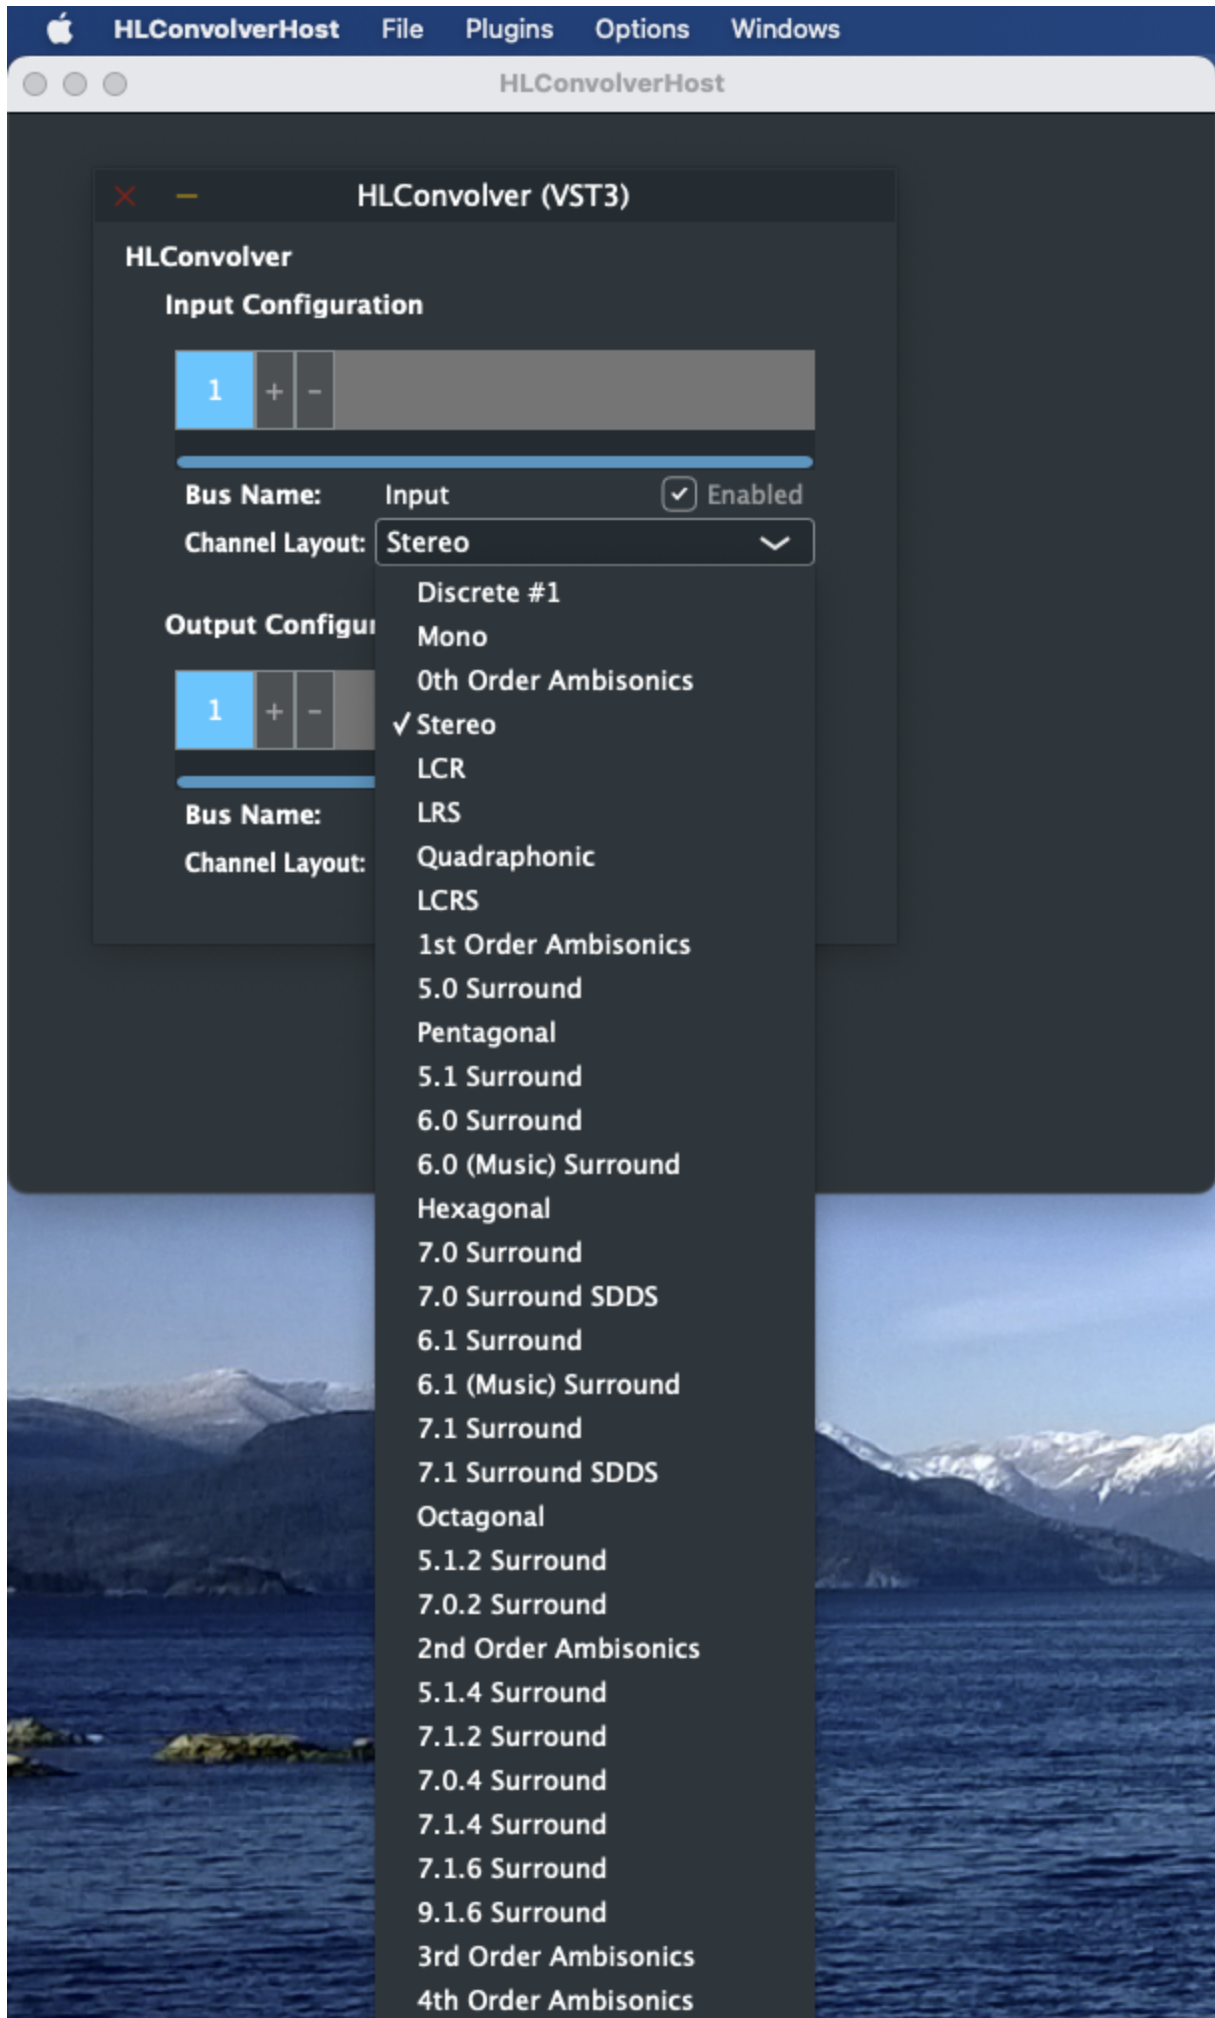 HLConvolverHost File Plugins Options Windows
HLConvolverHost
HLConvolver (VST3)
HLConvolver
Input Configuration
1 + -
Bus Name: Input ✓ Enabled
Channel Layout: Stereo
Discrete #1
Mono
0th Order Ambisonics
✓ Stereo
LCR
LRS
Quadraphonic
LCRS
1st Order Ambisonics
5.0 Surround
Pentagonal
5.1 Surround
6.0 Surround
6.0 (Music) Surround
Hexagonal
7.0 Surround
7.0 Surround SDDS
6.1 Surround
6.1 (Music) Surround
7.1 Surround
7.1 Surround SDDS
Octagonal
5.1.2 Surround
7.0.2 Surround
2nd Order Ambisonics
5.1.4 Surround
7.1.2 Surround
7.0.4 Surround
7.1.4 Surround
7.1.6 Surround
9.1.6 Surround
3rd Order Ambisonics
4th Order Ambisonics
Output Configur
1 + -
Bus Name:
Channel Layout: